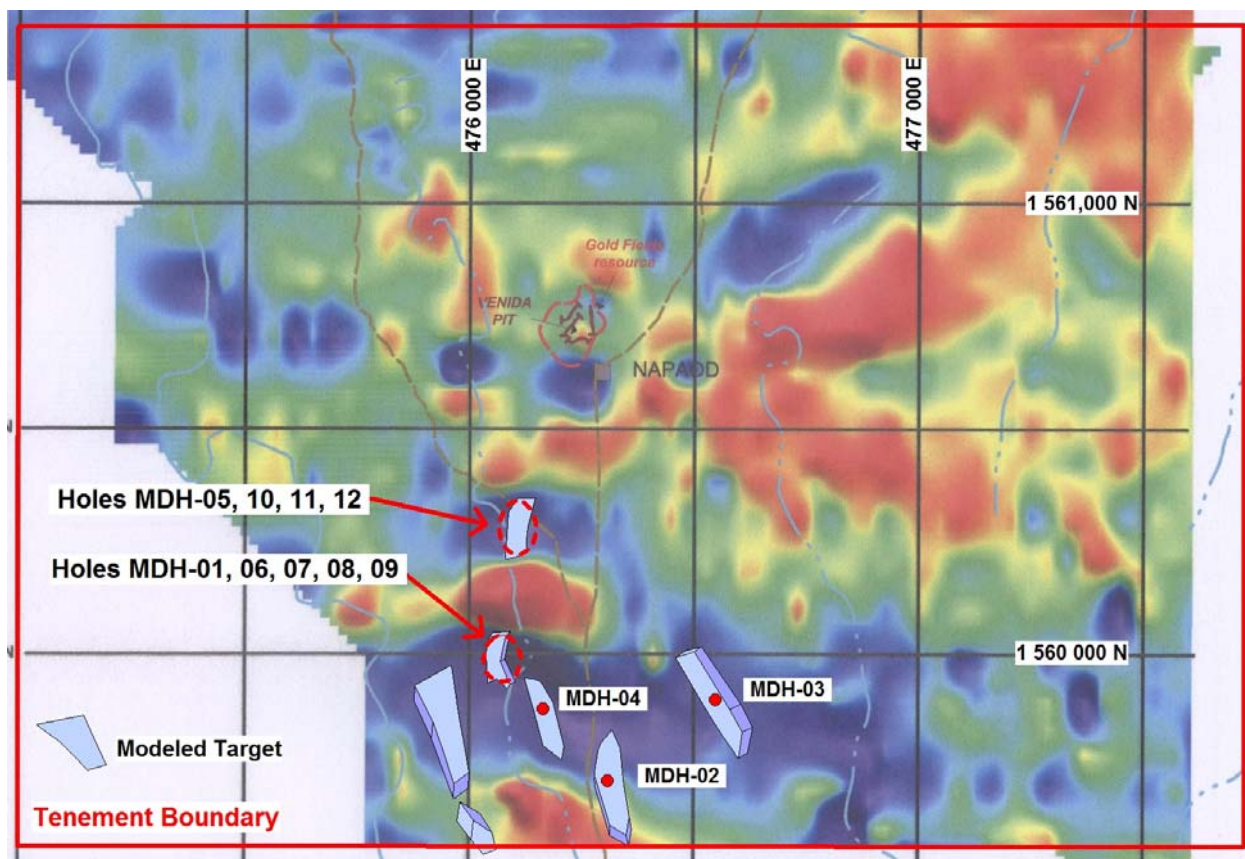 476 000 E
477 000 E
1 561,000 N
Gold Fields
resource
VENIDA
PIT
NAPAOD
Holes MDH-05, 10, 11, 12
Holes MDH-01, 06, 07, 08, 09
1 560 000 N
MDH-04
MDH-03
MDH-02
Modeled Target
Tenement Boundary